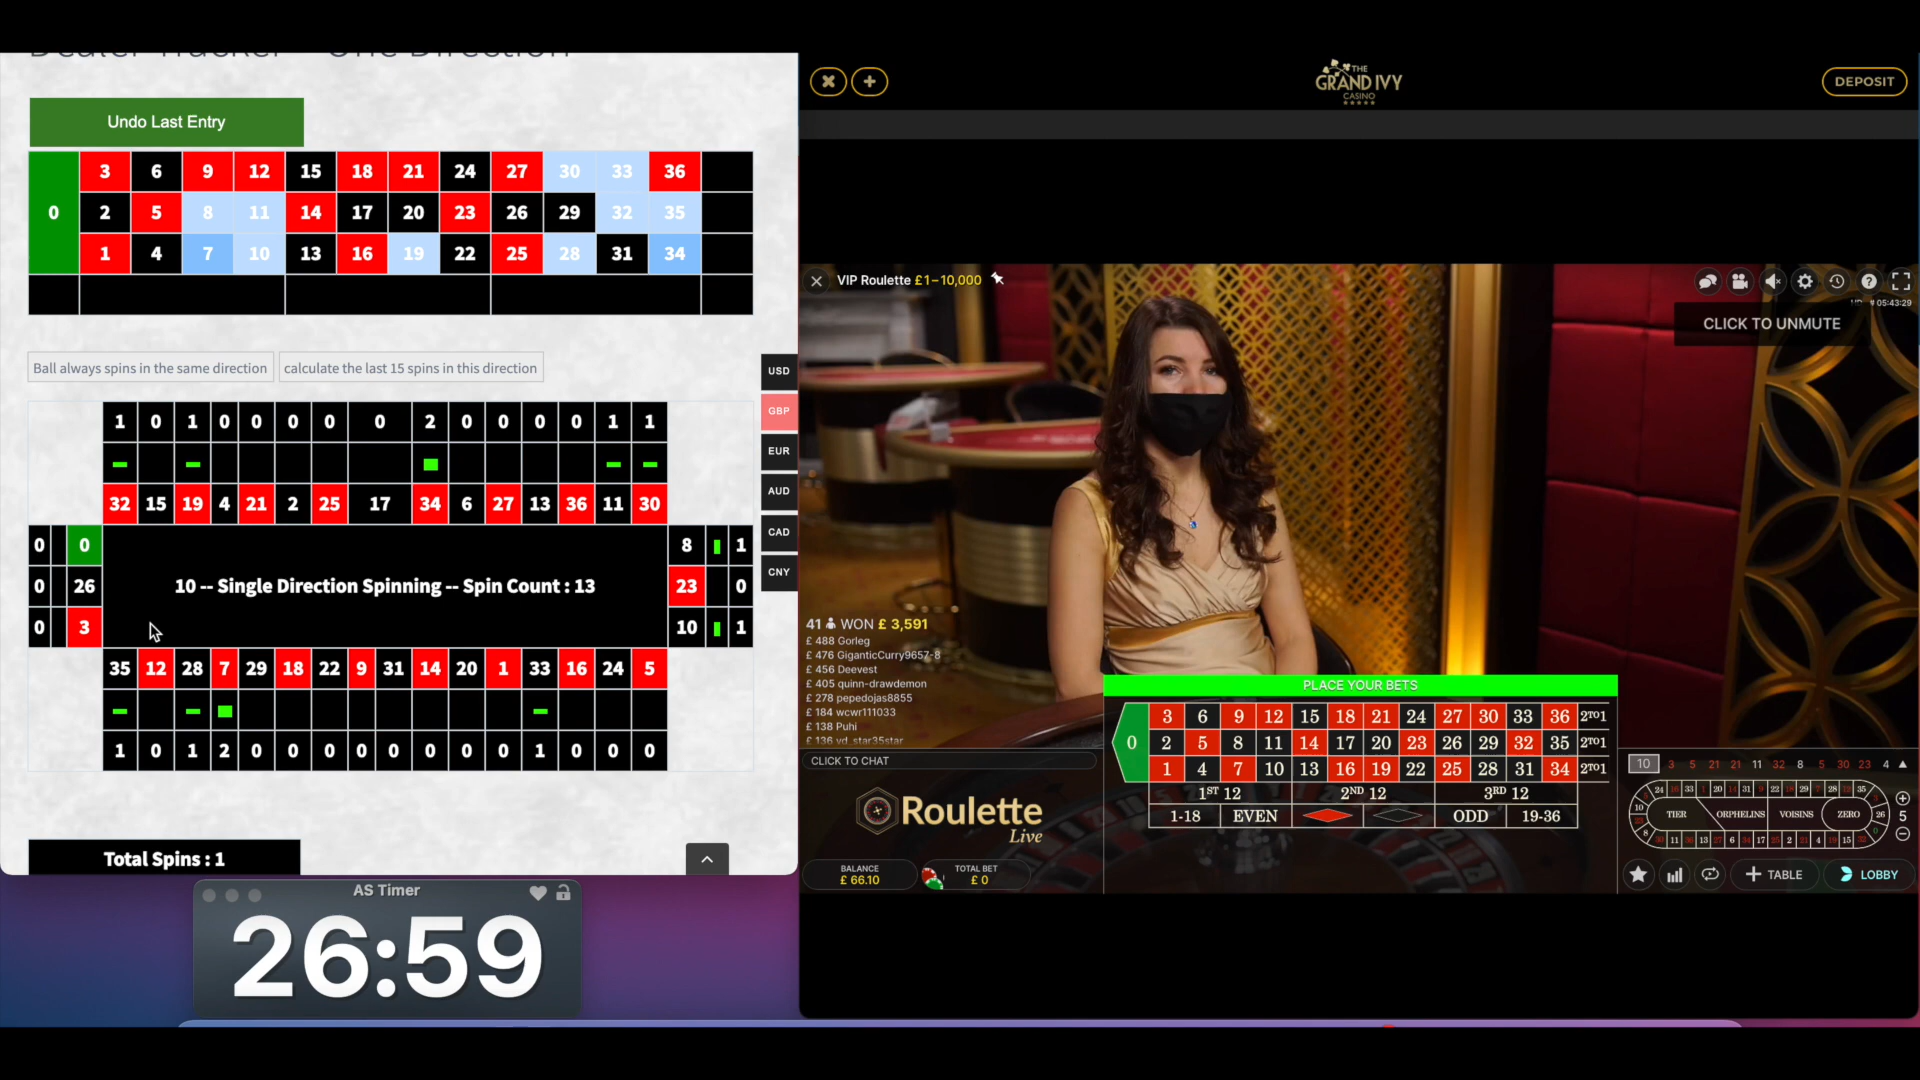 Dealer Tracker - One Direction
Undo Last Entry
3 6 9 12 15 18 21 24 27 30 33 36
0 2 5 8 11 14 17 20 23 26 29 32 35
1 4 7 10 13 16 19 22 25 28 31 34
Ball always spins in the same direction calculate the last 15 spins in this direction
1 0 1 0 0 0 0 0 2 0 0 0 0 1 1
32 15 19 4 21 2 25 17 34 6 27 13 36 11 30
0 0 8 1
0 26 10 -- Single Direction Spinning -- Spin Count : 13 23 0
0 3 10 1
35 12 28 7 29 18 22 9 31 14 20 1 33 16 24 5
1 0 1 2 0 0 0 0 0 0 0 0 1 0 0 0
Total Spins : 1
USD
GBP
EUR
AUD
CAD
CNY
AS Timer
26:59
THE
GRAND IVY
CASINO
DEPOSIT
VIP Roulette £1–10,000
# 05:43:29
CLICK TO UNMUTE
41 WON £ 3,591
£ 488 Gorleg
£ 476 GiganticCurry9657-8
£ 456 Deevest
£ 405 quinn-drawdemon
£ 278 pepedojas8855
£ 184 wcwr111033
£ 138 Puhi
£ 136 vd_star35star
CLICK TO CHAT
Roulette
Live
BALANCE
£ 66.10
TOTAL BET
£ 0
PLACE YOUR BETS
3 6 9 12 15 18 21 24 27 30 33 36 2TO1
0 2 5 8 11 14 17 20 23 26 29 32 35 2TO1
1 4 7 10 13 16 19 22 25 28 31 34 2TO1
1ST 12 2ND 12 3RD 12
1-18 EVEN ODD 19-36
10 3 5 21 21 11 32 8 5 30 23 4
TIER ORPHELINS VOISINS ZERO
5
TABLE
LOBBY